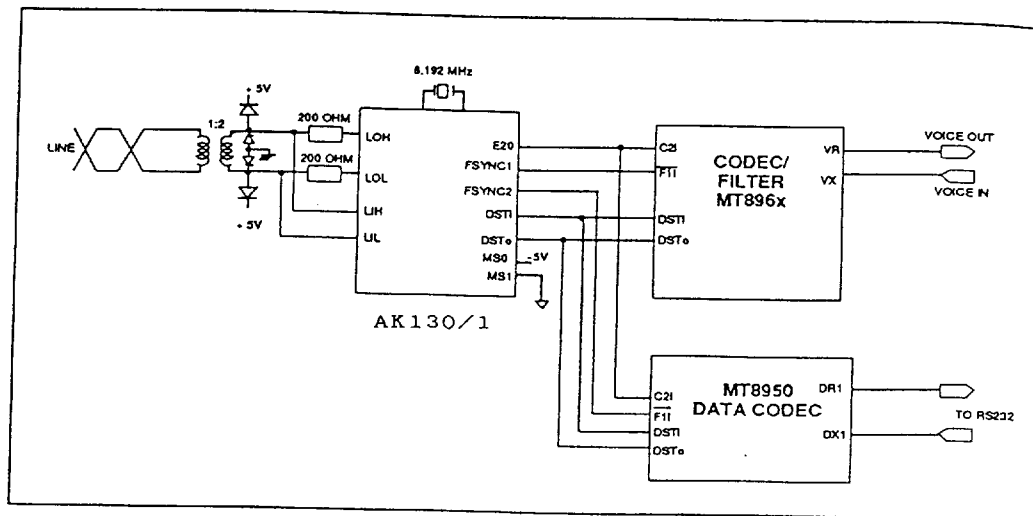 8.192 MHz
+ 5V
1:2
200 OHM
LINE
200 OHM
+ 5V
LOH
LOL
LIH
LIL
E20
FSYNC1
FSYNC2
DSTI
DSTo
MS0
-5V
MS1
AK130/1
C2I
F1I
DSTI
DSTo
CODEC/
FILTER
MT896x
VR
VX
VOICE OUT
VOICE IN
C2I
F1I
DSTI
DSTo
MT8950
DATA CODEC
DR1
DX1
TO RS232